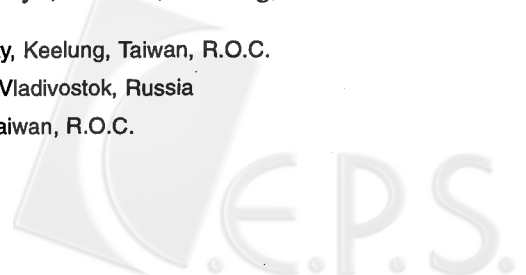 y, Keelung, Taiwan, R.O.C.
Vladivostok, Russia
aiwan, R.O.C.
C.E.P.S.